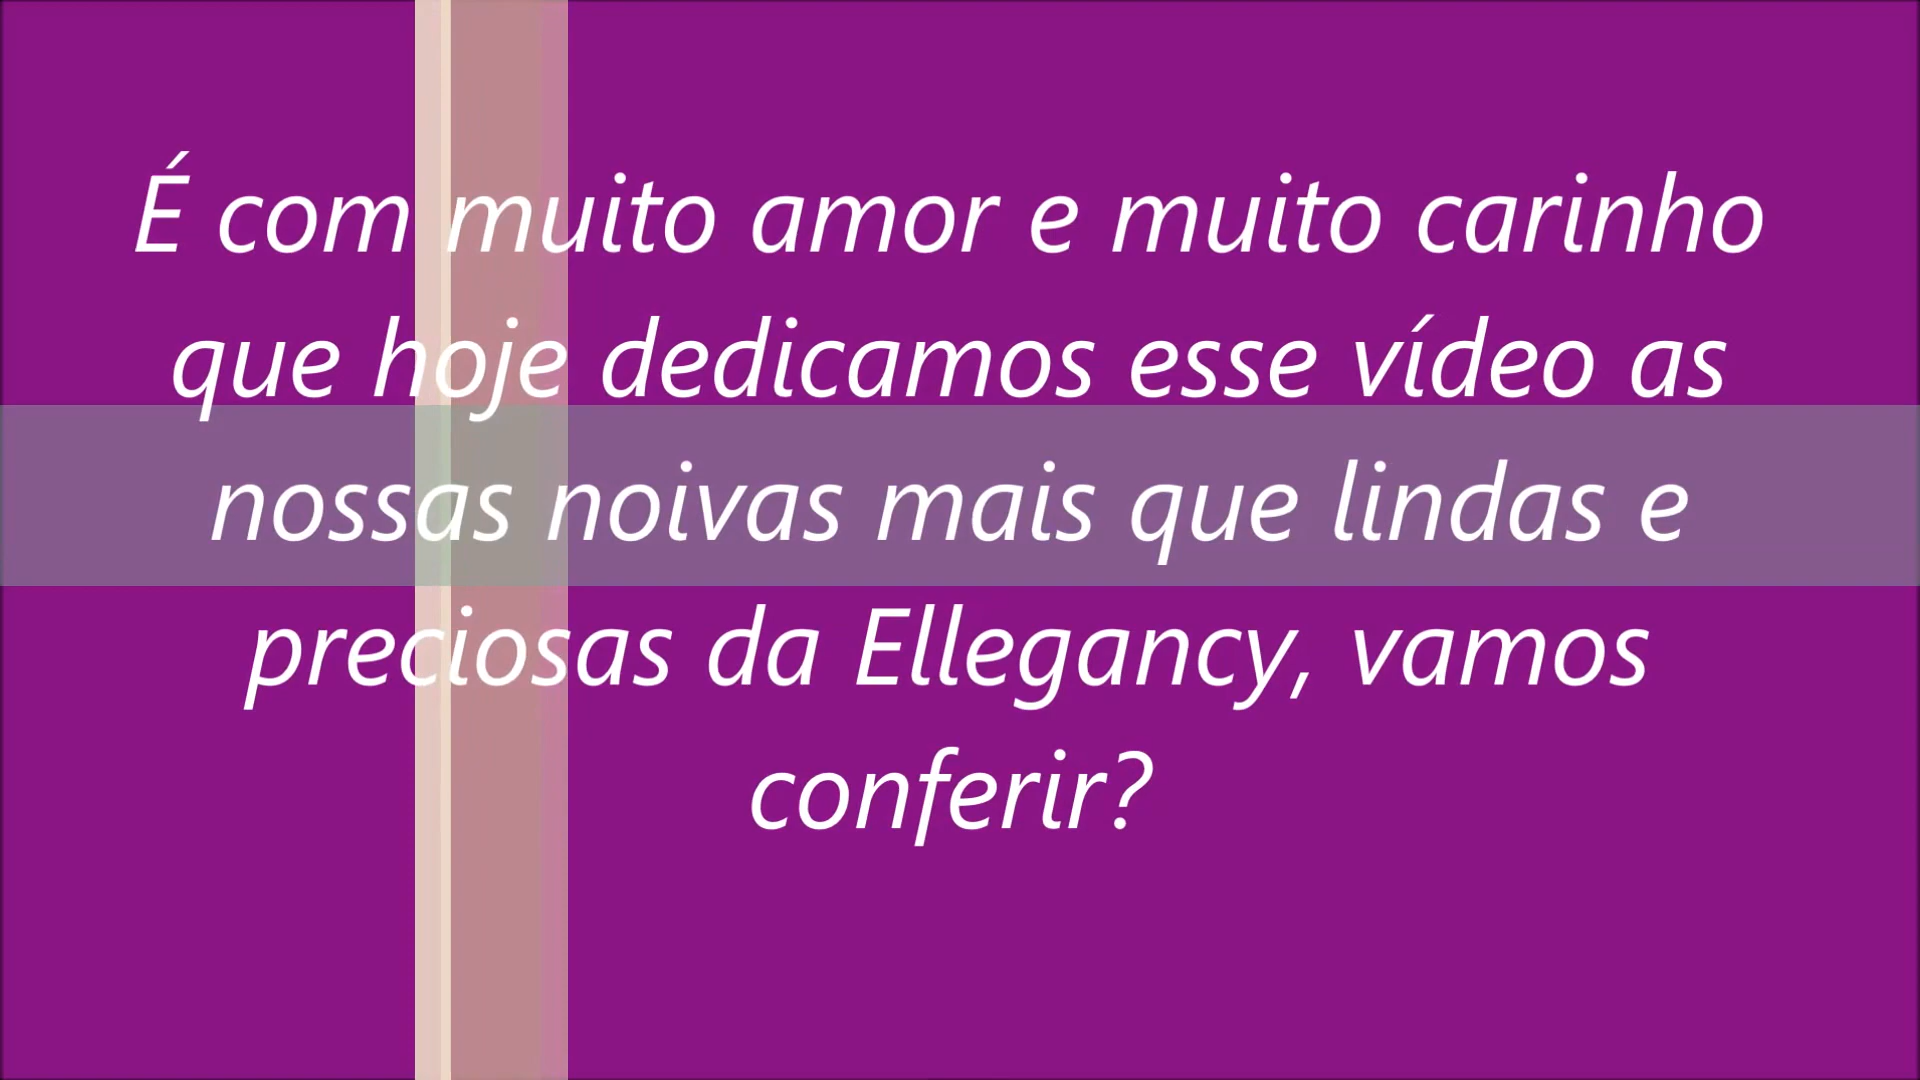 É com muito amor e muito carinho
que hoje dedicamos esse vídeo as
nossas noivas mais que lindas e
preciosas da Ellegancy, vamos
conferir?